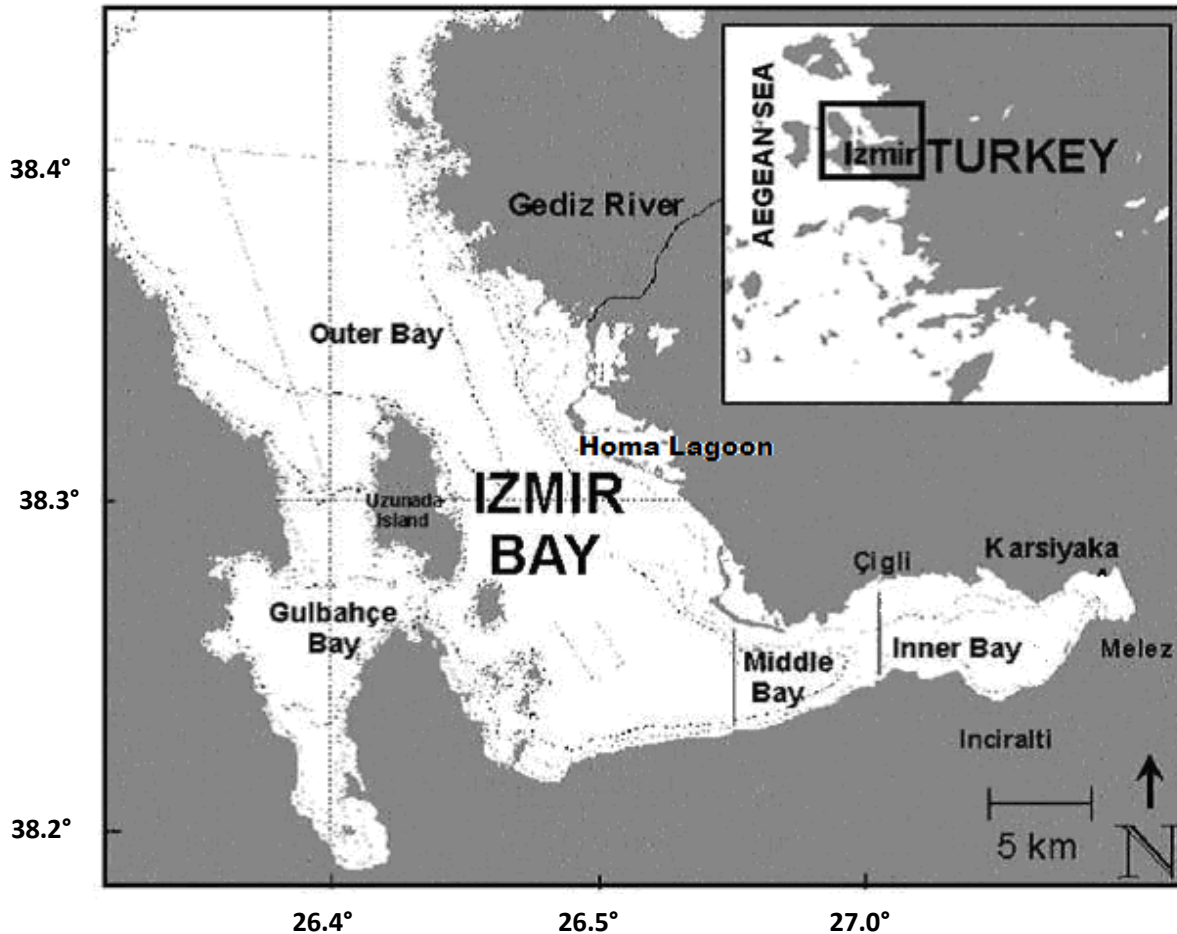 AEGEAN SEA
Izmir
TURKEY
38.4°
Gediz River
Outer Bay
Homa Lagoon
38.3°
Uzunada
island
IZMIR
BAY
Çigli
Karsiyaka
Gulbahçe
Bay
Middle
Bay
Inner Bay
Melez
Inciralti
38.2°
5 km
N
26.4°
26.5°
27.0°